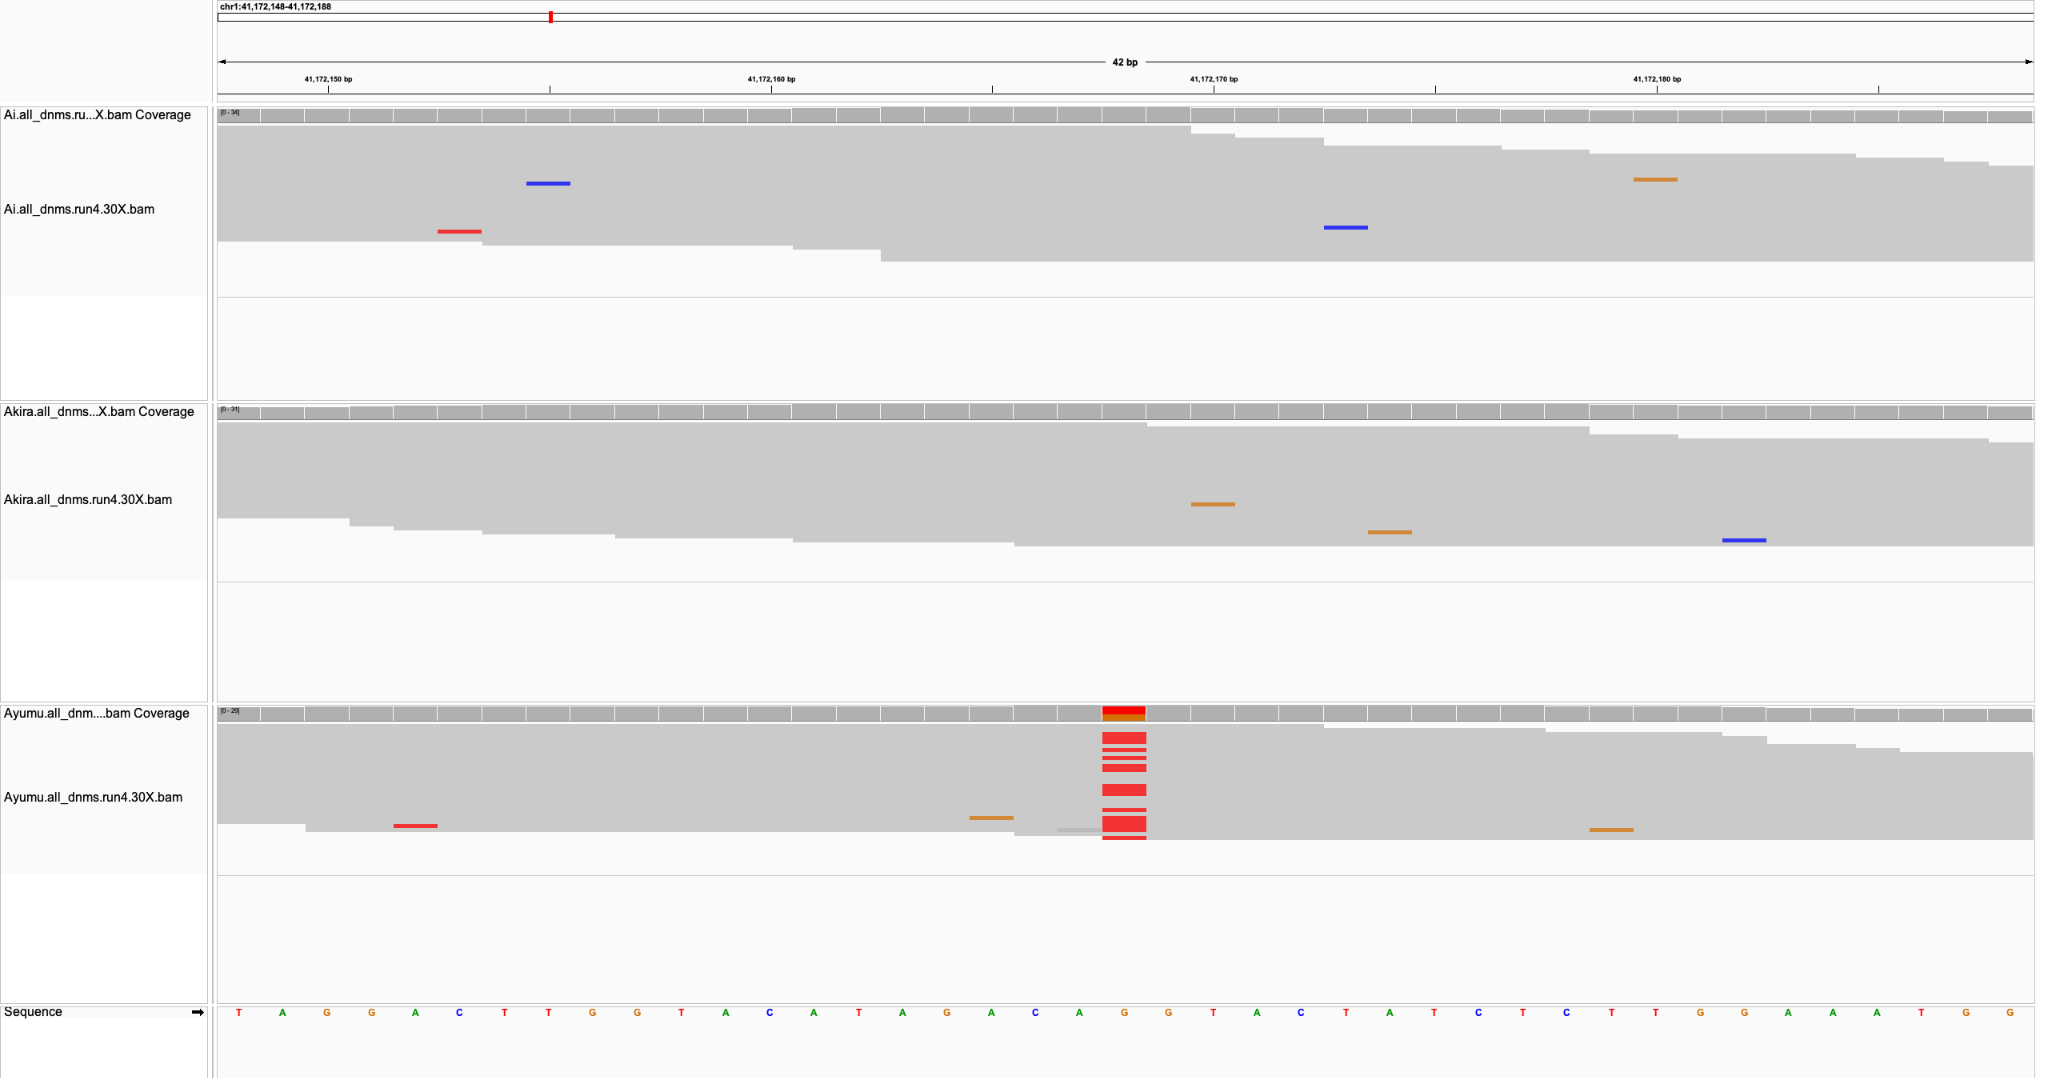 chr1:41,172,148-41,172,188
42 bp
41,172,150 bp 41,172,160 bp 41,172,170 bp 41,172,180 bp
Ai.all_dnms.ru...X.bam Coverage
[0 - 34]
Ai.all_dnms.run4.30X.bam
Akira.all_dnms...X.bam Coverage
[0 - 31]
Akira.all_dnms.run4.30X.bam
Ayumu.all_dnm....bam Coverage
[0 - 29]
Ayumu.all_dnms.run4.30X.bam
Sequence T A G G A C T T G G T A C A T A G A C A G G T A C T A T C T C T T G G A A A T G G